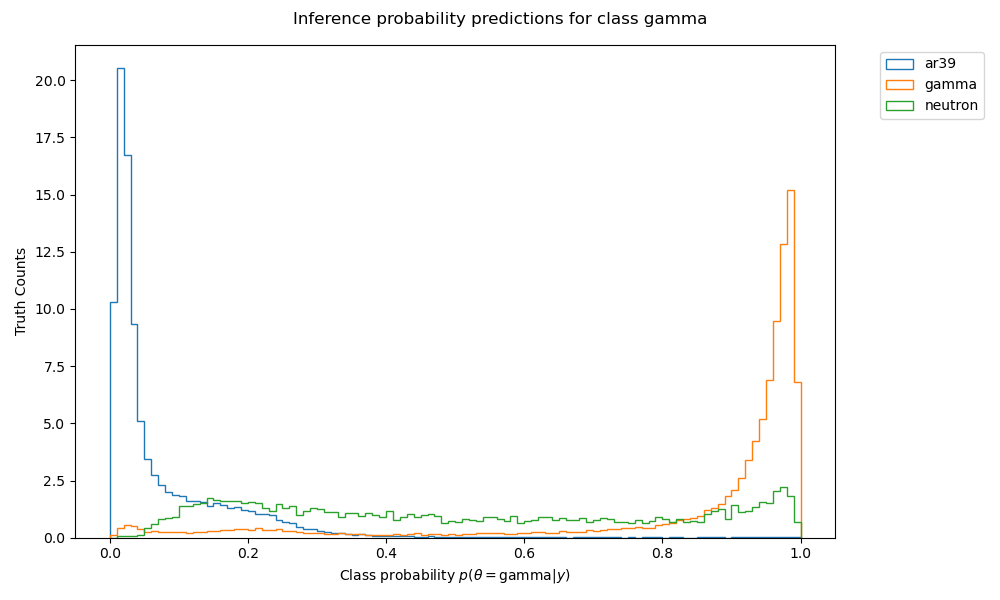 Inference probability predictions for class gamma
ar39
gamma
neutron
20.0
17.5
15.0
12.5
10.0
7.5
5.0
2.5
0.0
Truth Counts
0.0 0.2 0.4 0.6 0.8 1.0
Class probability p(θ = gamma|y)